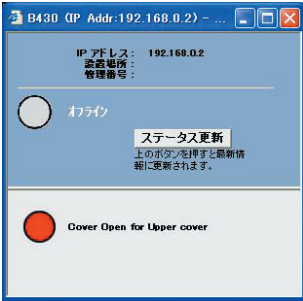 B430 (IP Addr:192.168.0.2) - ...
IP アドレス： 192.168.0.2
設置場所：
管理番号：
オフライン
ステータス更新
上のボタンを押すと最新情
報に更新されます。
Cover Open for Upper cover